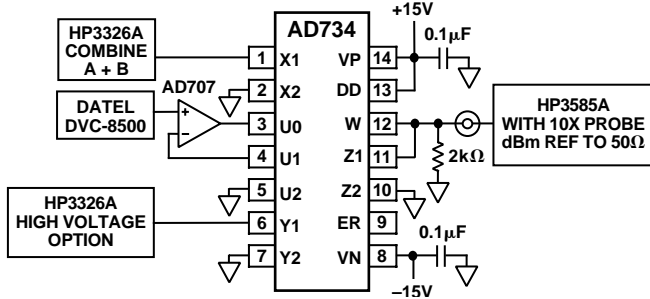 AD734
+15V
0.1µF
HP3326A
COMBINE
A + B
AD707
DATEL
DVC-8500
+
–
HP3326A
HIGH VOLTAGE
OPTION
1 X1 VP 14
2 X2 DD 13
3 U0 W 12
4 U1 Z1 11
5 U2 Z2 10
6 Y1 ER 9
7 Y2 VN 8
2kΩ
HP3585A
WITH 10X PROBE
dBm REF TO 50Ω
0.1µF
–15V